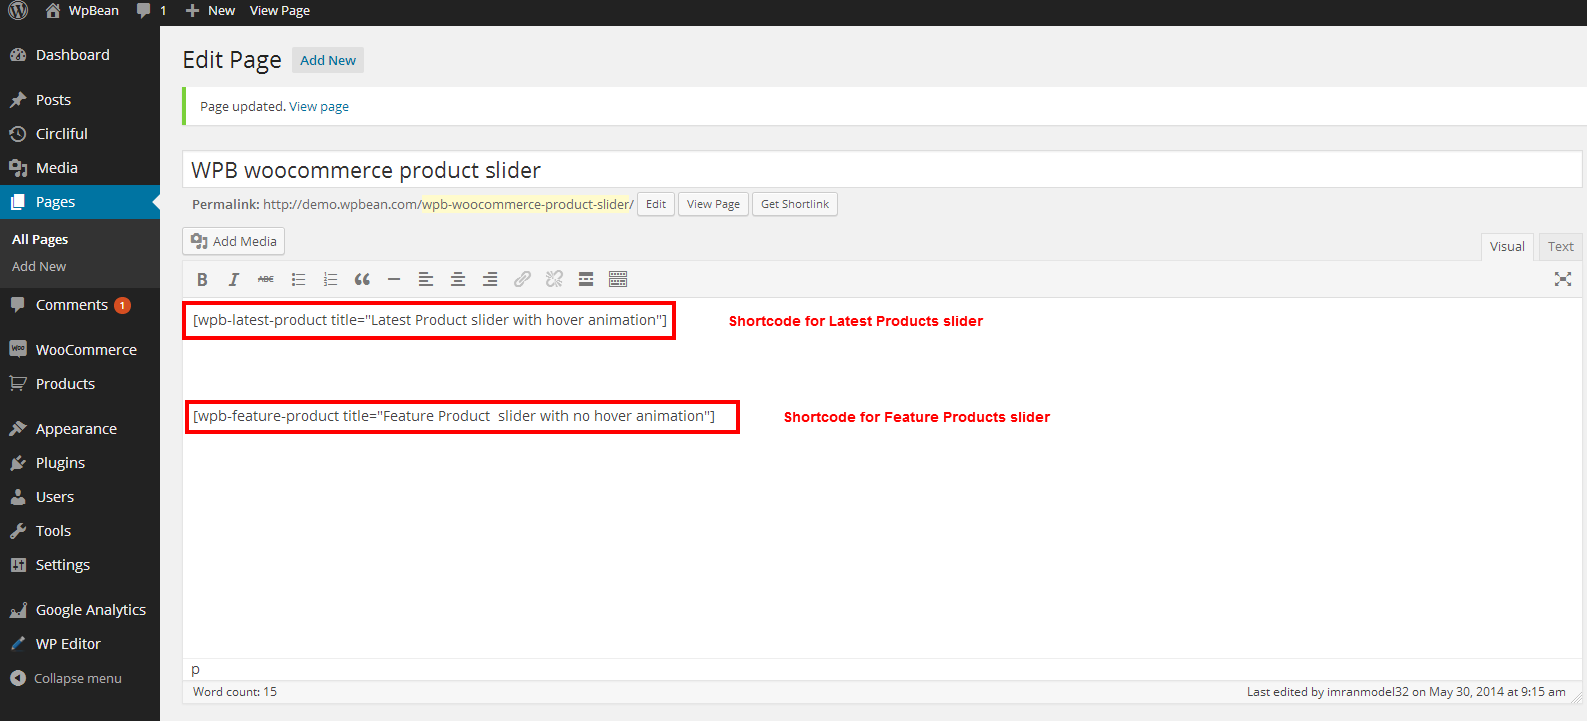 WpBean 1 New View Page
Dashboard
Posts
Circliful
Media
Pages
All Pages
Add New
Comments 1
WooCommerce
Products
Appearance
Plugins
Users
Tools
Settings
Google Analytics
WP Editor
Collapse menu
Edit Page Add New
Page updated. View page
WPB woocommerce product slider
Permalink: http://demo.wpbean.com/wpb-woocommerce-product-slider/ Edit View Page Get Shortlink
Add Media Visual Text
B I ABC
[wpb-latest-product title="Latest Product slider with hover animation"] Shortcode for Latest Products slider
[wpb-feature-product title="Feature Product  slider with no hover animation"] Shortcode for Feature Products slider
p
Word count: 15 Last edited by imranmodel32 on May 30, 2014 at 9:15 am